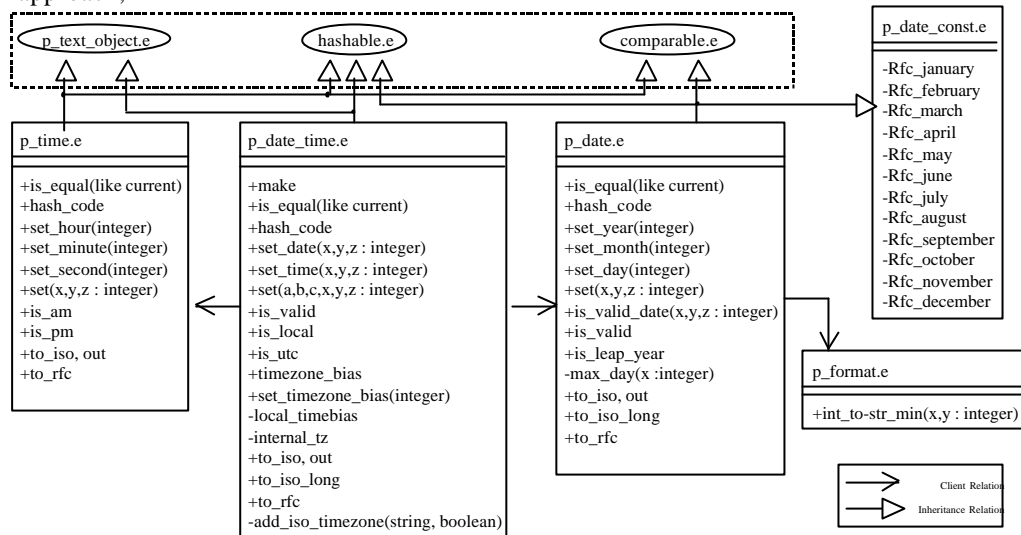 p_text_object.e
hashable.e
comparable.e
p_date_const.e
-Rfc_january
-Rfc_february
-Rfc_march
-Rfc_april
-Rfc_may
-Rfc_june
-Rfc_july
-Rfc_august
-Rfc_september
-Rfc_october
-Rfc_november
-Rfc_december
p_time.e
+is_equal(like current)
+hash_code
+set_hour(integer)
+set_minute(integer)
+set_second(integer)
+set(x,y,z : integer)
+is_am
+is_pm
+to_iso, out
+to_rfc
p_date_time.e
+make
+is_equal(like current)
+hash_code
+set_date(x,y,z : integer)
+set_time(x,y,z : integer)
+set(a,b,c,x,y,z : integer)
+is_valid
+is_local
+is_utc
+timezone_bias
+set_timezone_bias(integer)
-local_timebias
-internal_tz
+to_iso, out
+to_iso_long
+to_rfc
-add_iso_timezone(string, boolean)
p_date.e
+is_equal(like current)
+hash_code
+set_year(integer)
+set_month(integer)
+set_day(integer)
+set(x,y,z : integer)
+is_valid_date(x,y,z : integer)
+is_valid
+is_leap_year
-max_day(x :integer)
+to_iso, out
+to_iso_long
+to_rfc
p_format.e
+int_to-str_min(x,y : integer)
Client Relation
Inheritance Relation